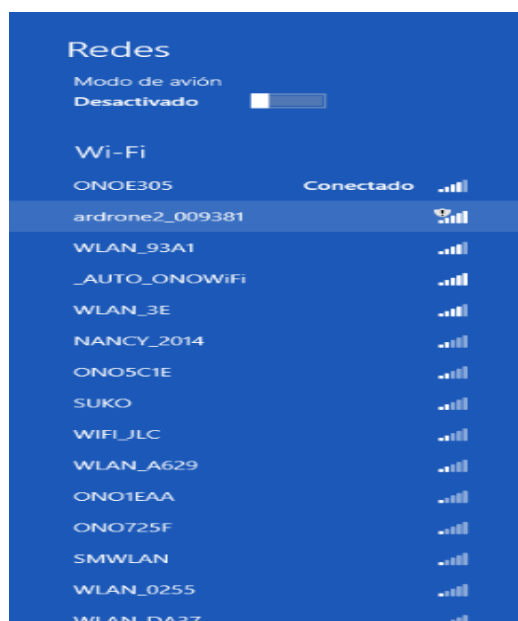 Redes
Modo de avión
Desactivado
Wi-Fi
ONOE305 Conectado
ardrone2_009381
WLAN_93A1
_AUTO_ONOWiFi
WLAN_3E
NANCY_2014
ONO5C1E
SUKO
WIFI_JLC
WLAN_A629
ONO1EAA
ONO725F
SMWLAN
WLAN_0255
WLAN_DA37